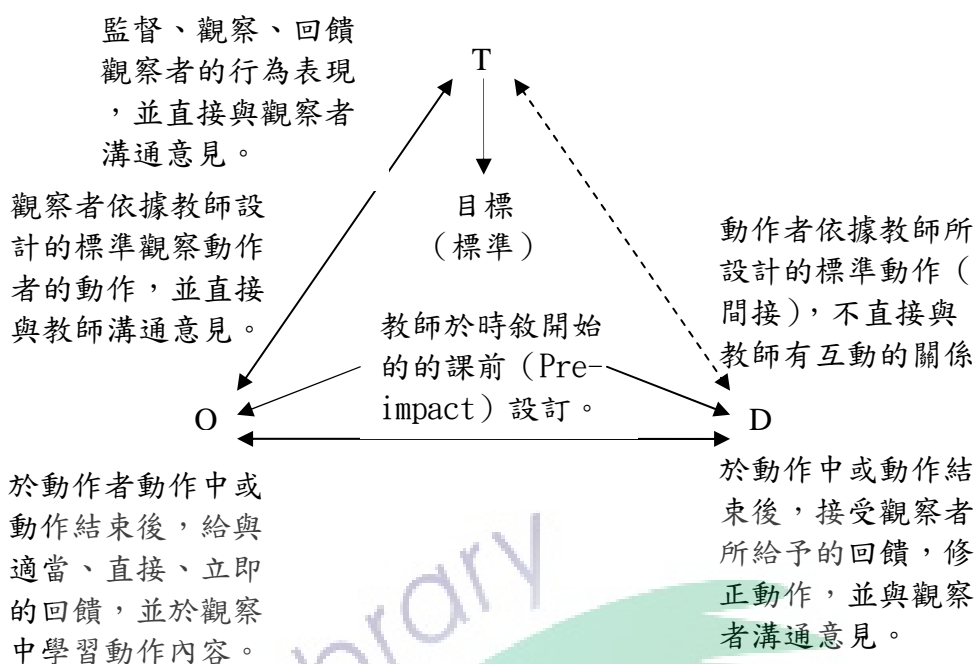 監督、觀察、回饋
觀察者的行為表現
，並直接與觀察者
溝通意見。
T
觀察者依據教師設
計的標準觀察動作
者的動作，並直接
與教師溝通意見。
目標
（標準）
動作者依據教師所
設計的標準動作（
間接），不直接與
教師有互動的關係
教師於時敘開始
的的課前（Pre-
impact）設訂。
O
D
於動作者動作中或
動作結束後，給與
適當、直接、立即
的回饋，並於觀察
中學習動作內容。
於動作中或動作結
束後，接受觀察者
所給予的回饋，修
正動作，並與觀察
者溝通意見。
library